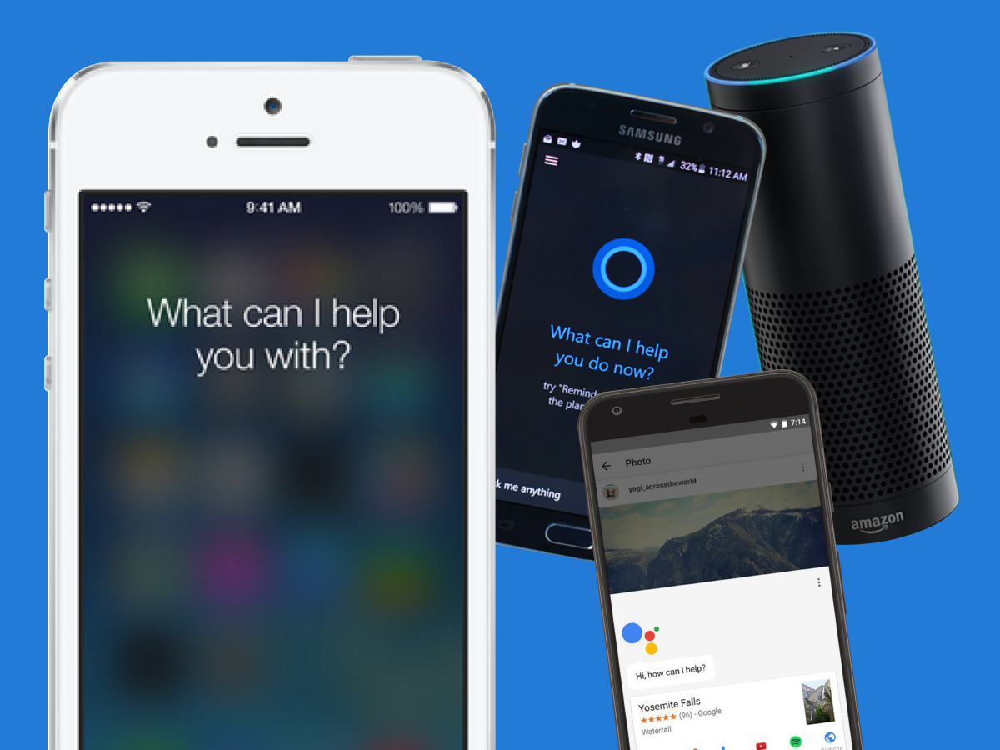 9:41 AM
100%
What can I help
you with?
SAMSUNG
32%
11:12 AM
What can I help
you do now?
try "Remind
the plan
k me anything
7:14
Photo
yogi_acrosstheworld
Hi, how can I help?
Yosemite Falls
(96) - Google
Waterfall
Website
amazon